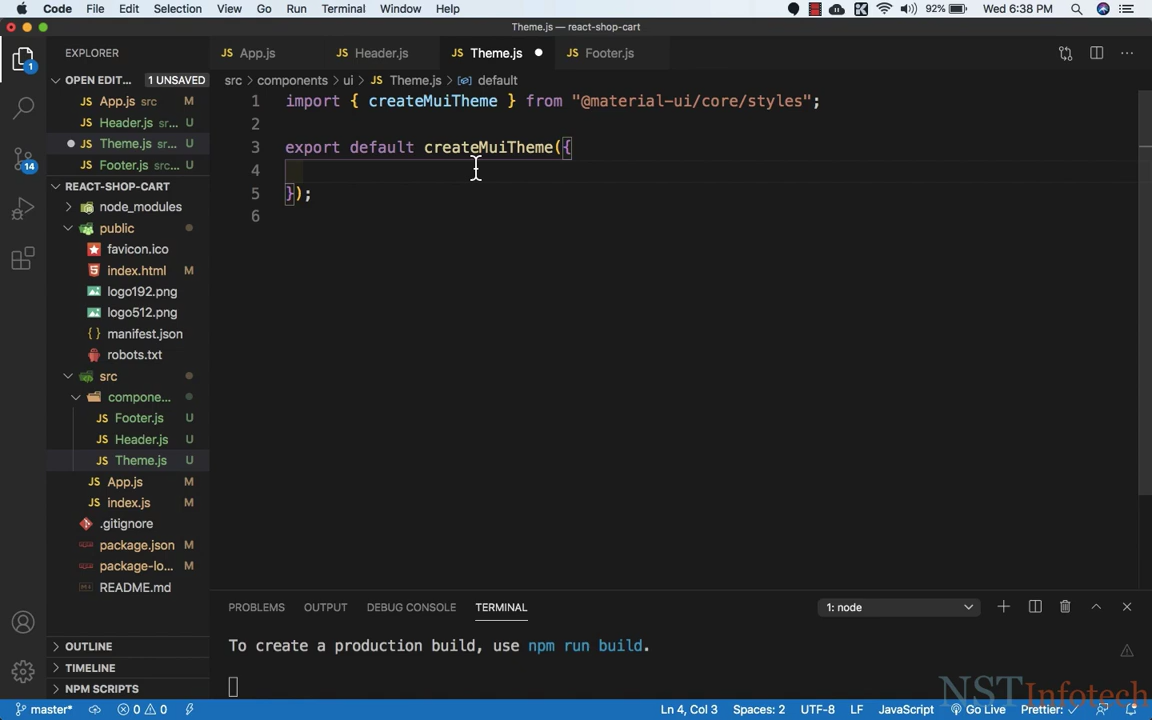 Code File Edit Selection View Go Run Terminal Window Help 92% Wed 6:38 PM
Theme.js — react-shop-cart
EXPLORER
App.js Header.js Theme.js Footer.js
OPEN EDIT... 1 UNSAVED
App.js src M
Header.js sr... U
Theme.js sr... U
Footer.js src... U
REACT-SHOP-CART
node_modules
public
favicon.ico
index.html M
logo192.png
logo512.png
manifest.json
robots.txt
src
compone...
Footer.js U
Header.js U
Theme.js U
App.js M
index.js M
.gitignore
package.json M
package-lo... M
README.md
OUTLINE
TIMELINE
NPM SCRIPTS
1
14
src > components > ui > JS Theme.js > default
1 import { createMuiTheme } from "@material-ui/core/styles";
2
3 export default createMuiTheme({
4
5 });
6
PROBLEMS OUTPUT DEBUG CONSOLE TERMINAL 1: node
To create a production build, use npm run build.
NSTInfotech
master* 0 0 Ln 4, Col 3 Spaces: 2 UTF-8 LF JavaScript Go Live Prettier: ✓